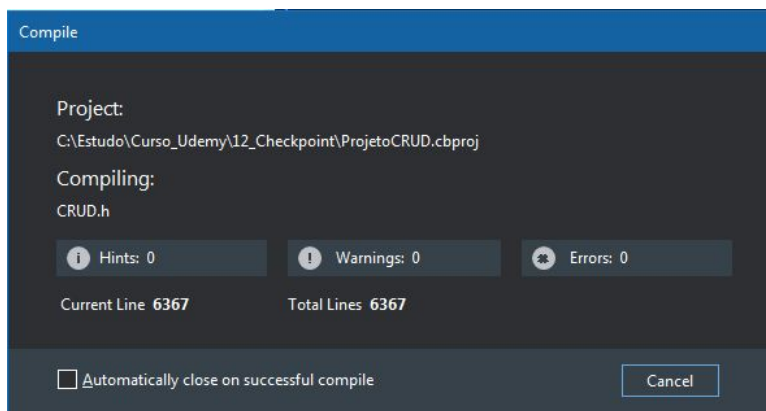 Compile
Project:
C:\Estudo\Curso_Udemy\12_Checkpoint\ProjetoCRUD.cbproj
Compiling:
CRUD.h
Hints: 0 Warnings: 0 Errors: 0
Current Line 6367 Total Lines 6367
Automatically close on successful compile Cancel